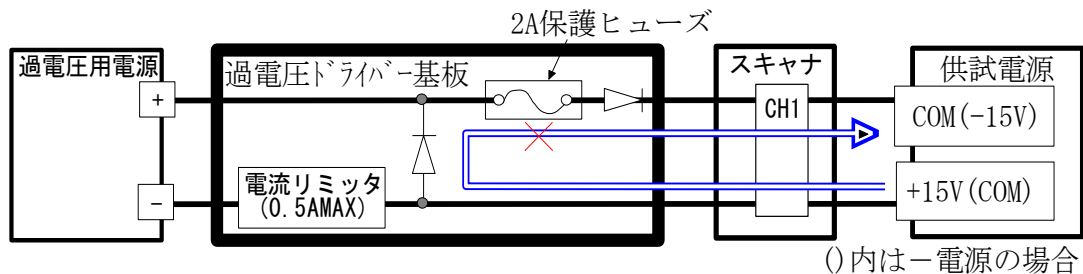 2A保護ヒューズ
過電圧用電源
過電圧ﾄﾞﾗｲﾊﾞｰ基板
スキャナ
供試電源
+
CH1
COM(-15V)
電流リミッタ
(0.5AMAX)
-
+15V(COM)
()内は－電源の場合